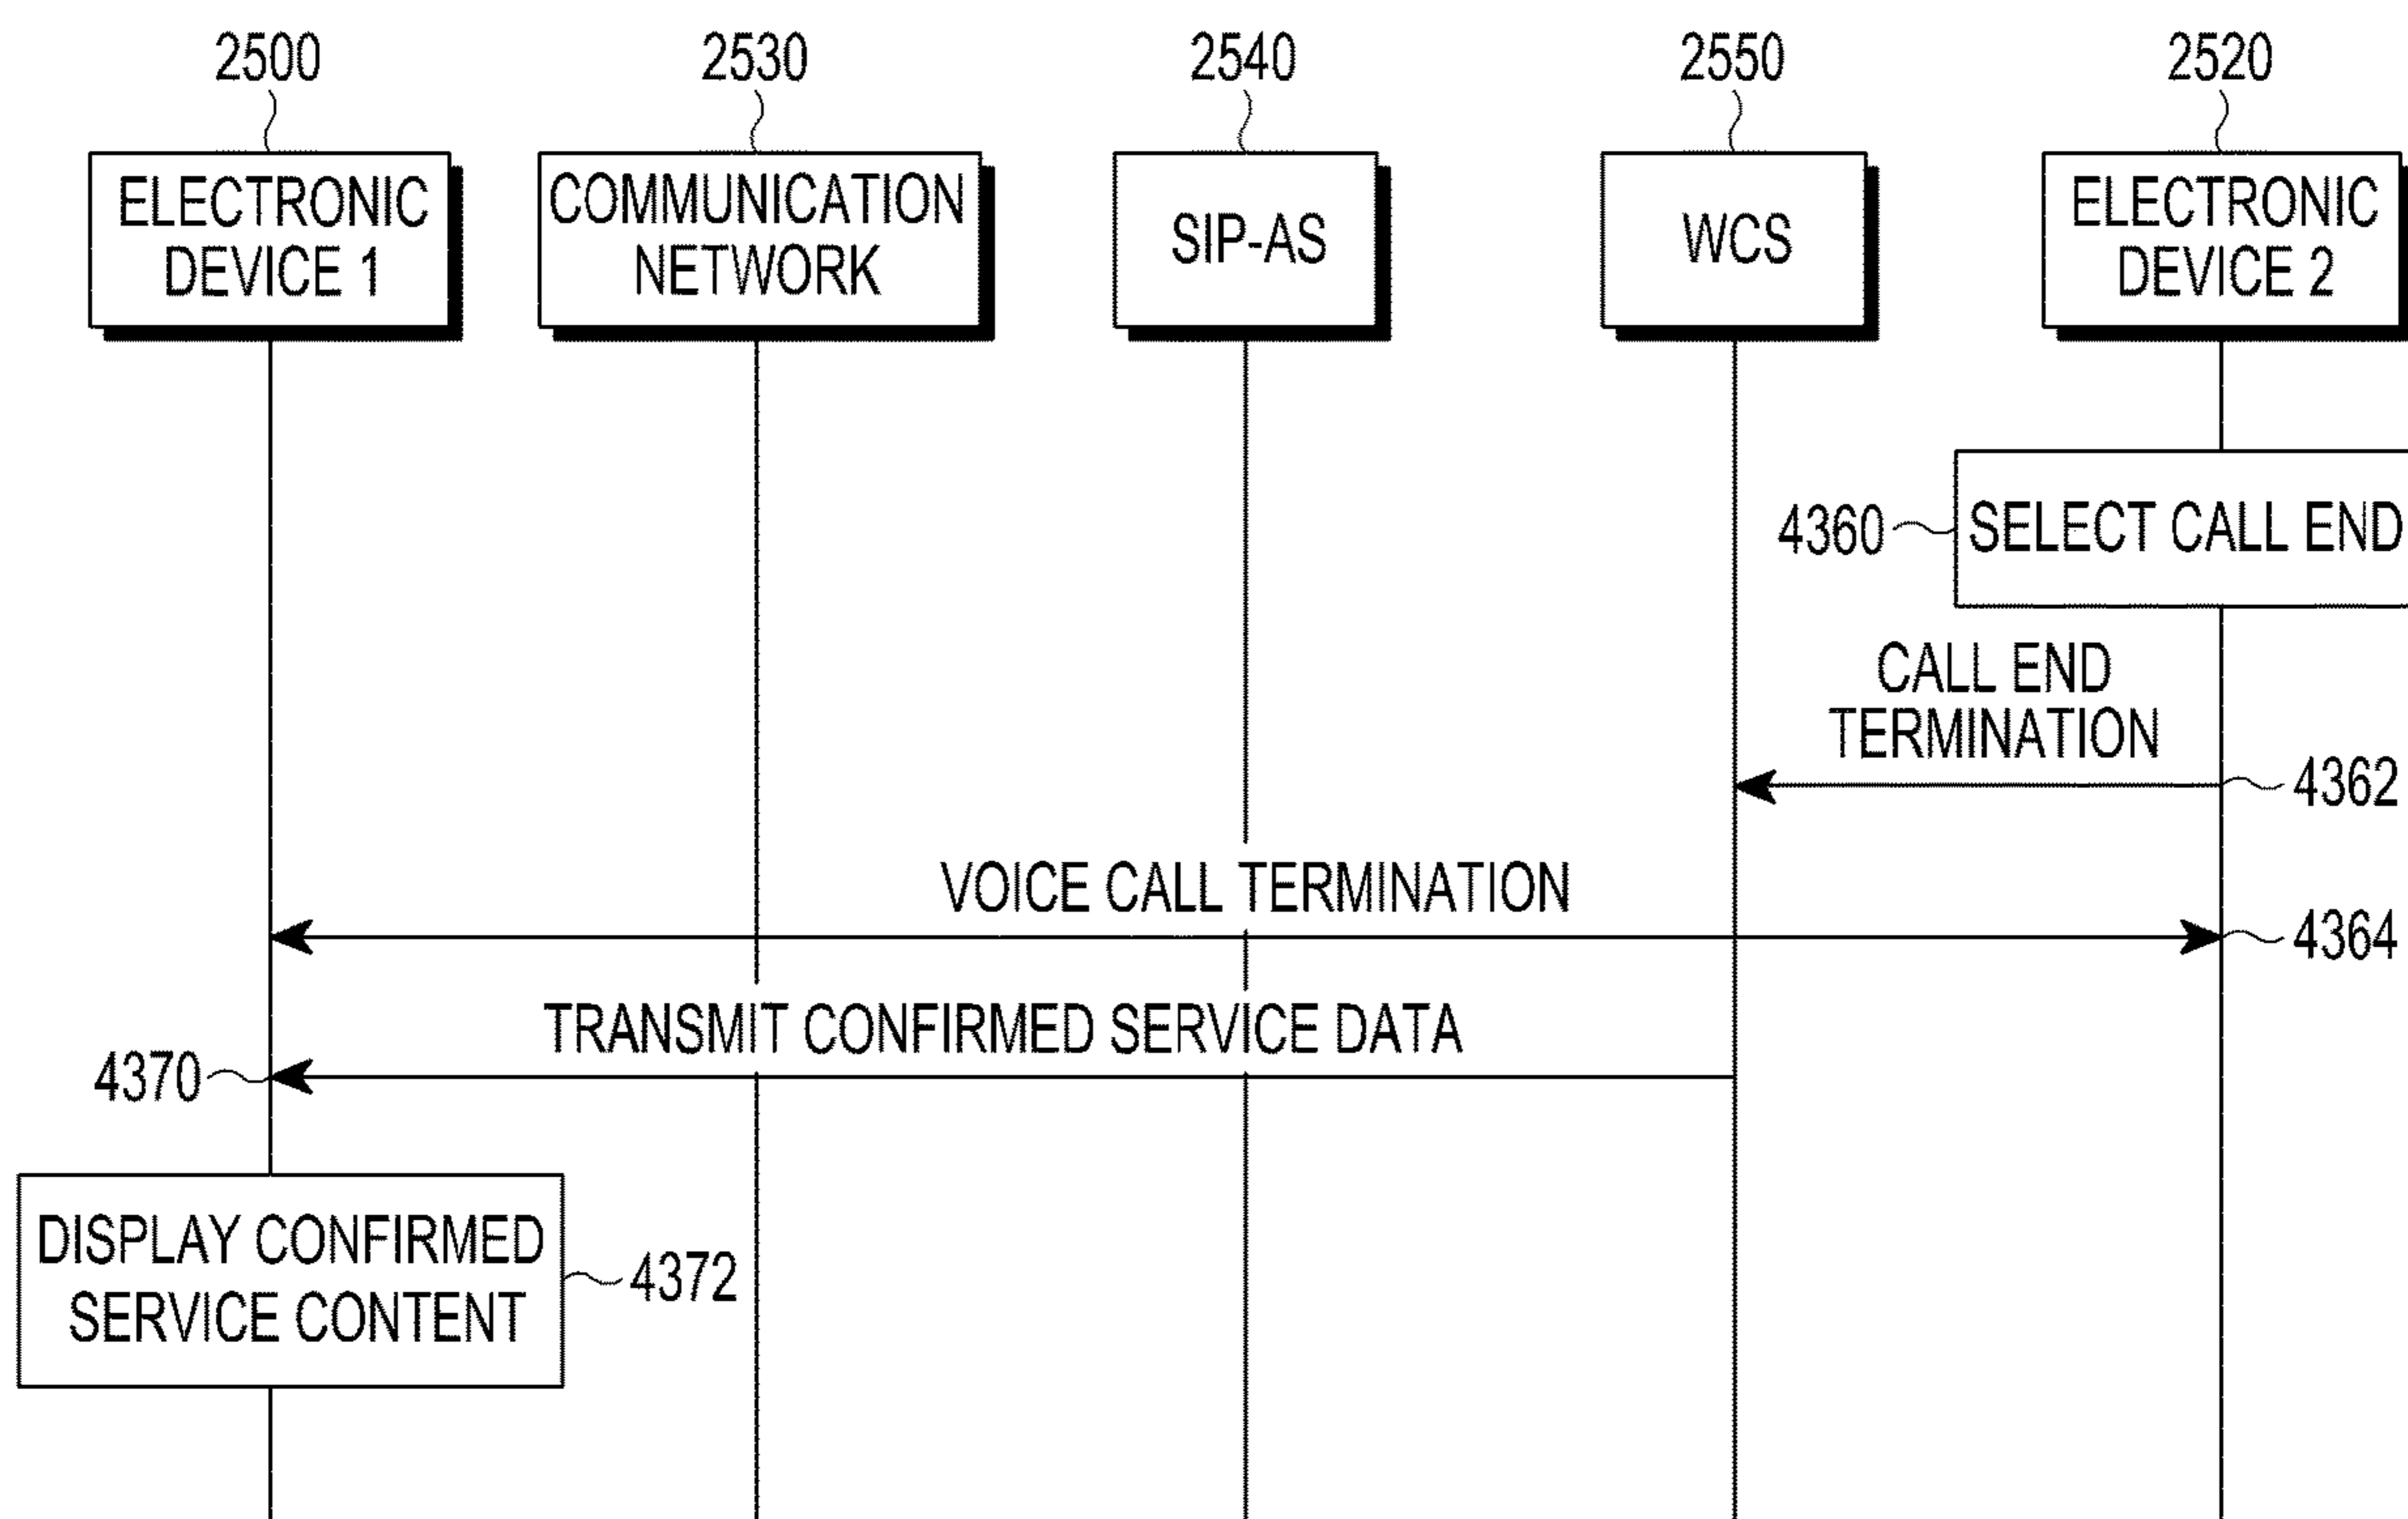 2500
2530
2540
2550
2520
ELECTRONIC
DEVICE 1
COMMUNICATION
NETWORK
SIP-AS
WCS
ELECTRONIC
DEVICE 2
4360
SELECT CALL END
CALL END
TERMINATION
4362
VOICE CALL TERMINATION
4364
TRANSMIT CONFIRMED SERVICE DATA
4370
DISPLAY CONFIRMED
SERVICE CONTENT
4372